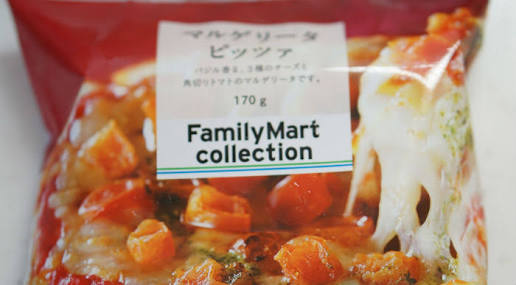 マルゲリータ
ピッツァ
バジル香る、3種のチーズと
角切りトマトのマルゲリータです。
170g
FamilyMart
collection